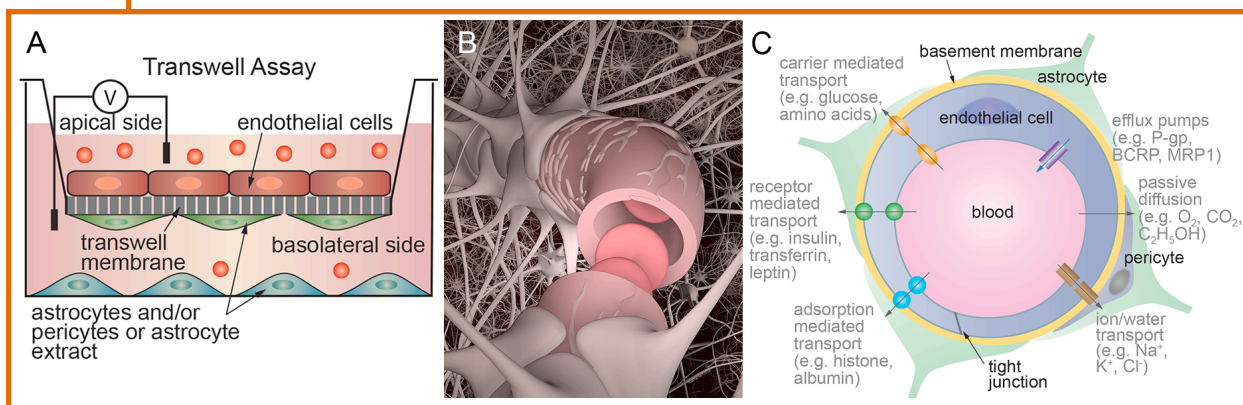 A
Transwell Assay
V
apical side
endothelial cells
transwell
membrane
basolateral side
astrocytes and/or
pericytes or astrocyte
extract
B
C
basement membrane
carrier mediated
transport
(e.g. glucose,
amino acids)
astrocyte
endothelial cell
efflux pumps
(e.g. P-gp,
BCRP, MRP1)
receptor
mediated
transport
(e.g. insulin,
transferrin,
leptin)
blood
passive
diffusion
(e.g. O₂, CO₂,
C₂H₅OH)
pericyte
adsorption
mediated
transport
(e.g. histone,
albumin)
tight
junction
ion/water
transport
(e.g. Na⁺,
K⁺, Cl⁻)